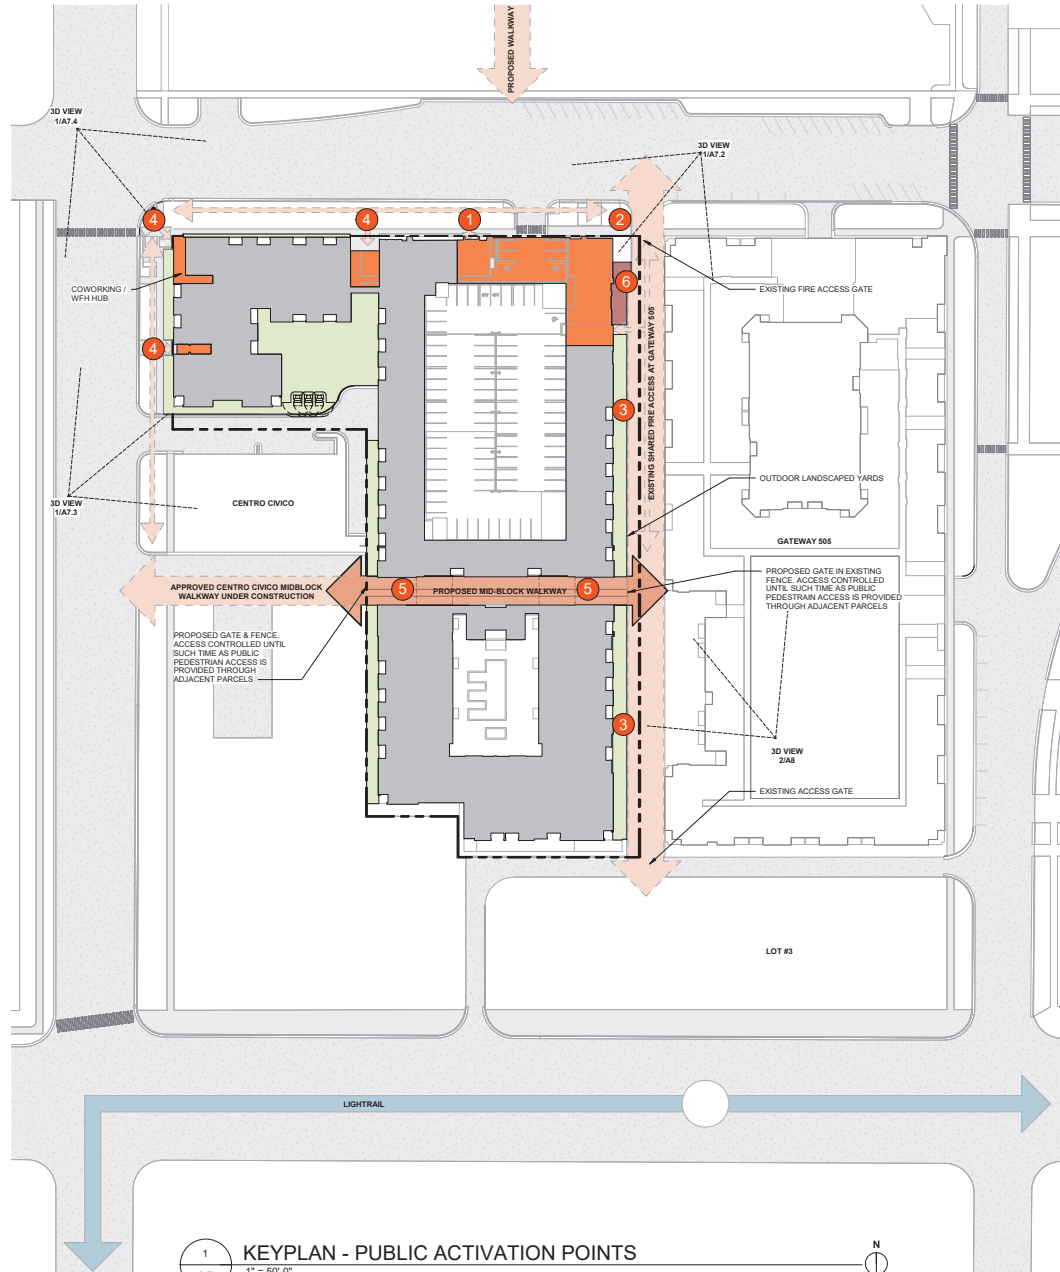 PROPOSED WALKWAY
3D VIEW
1/A7.4
3D VIEW
1/A7.2
4
4
1
2
6
COWORKING /
WFH HUB
EXISTING FIRE ACCESS GATE
4
EXISTING SHARED FIRE ACCESS AT GATEWAY 505
3
OUTDOOR LANDSCAPED YARDS
3D VIEW
1/A7.3
CENTRO CIVICO
GATEWAY 505
APPROVED CENTRO CIVICO MIDBLOCK
WALKWAY UNDER CONSTRUCTION
5
PROPOSED MID-BLOCK WALKWAY
5
PROPOSED GATE IN EXISTING
FENCE. ACCESS CONTROLLED
UNTIL SUCH TIME AS PUBLIC
PEDESTRIAN ACCESS IS PROVIDED
THROUGH ADJACENT PARCELS
PROPOSED GATE & FENCE.
ACCESS CONTROLLED UNTIL
SUCH TIME AS PUBLIC
PEDESTRIAN ACCESS IS
PROVIDED THROUGH
ADJACENT PARCELS
3
3D VIEW
2/A8
EXISTING ACCESS GATE
LOT #3
LIGHTRAIL
1
KEYPLAN - PUBLIC ACTIVATION POINTS
1" = 50'-0"
N